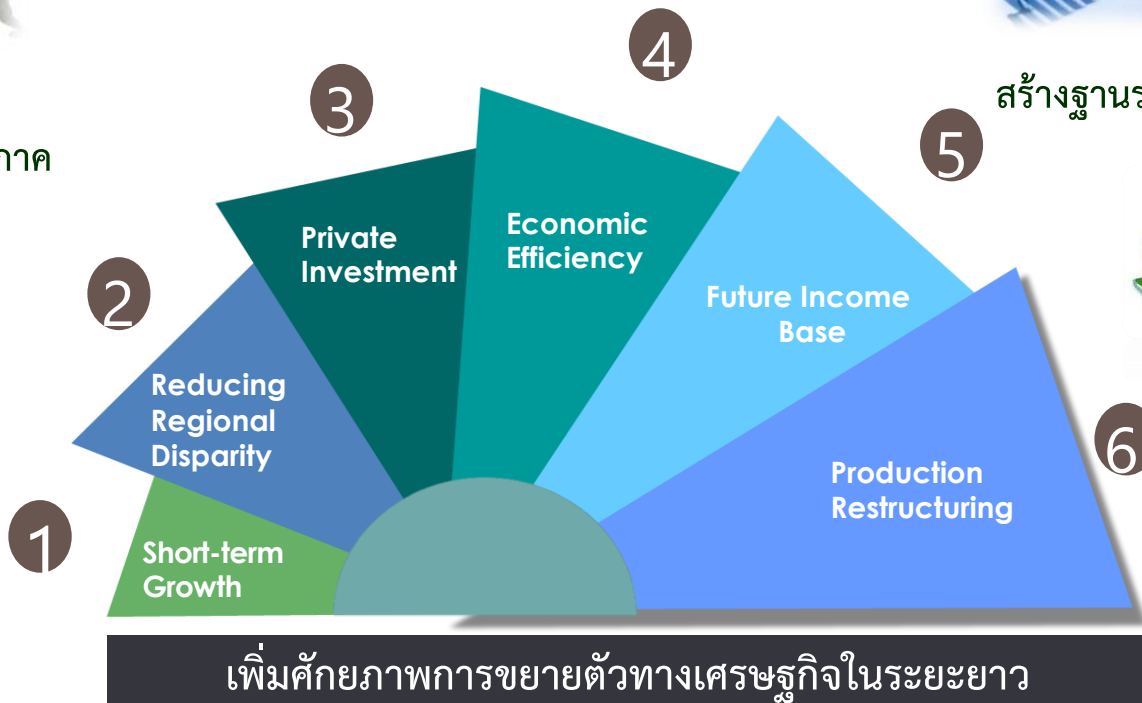 4
3
สร้างฐาน
5
Economic
Efficiency
Private
Investment
2
Future Income
Base
Reducing
Regional
Disparity
6
Production
Restructuring
1
Short-term
Growth
เพิ่มศักยภาพการขยายตัวทางเศรษฐกิจในระยะยาว